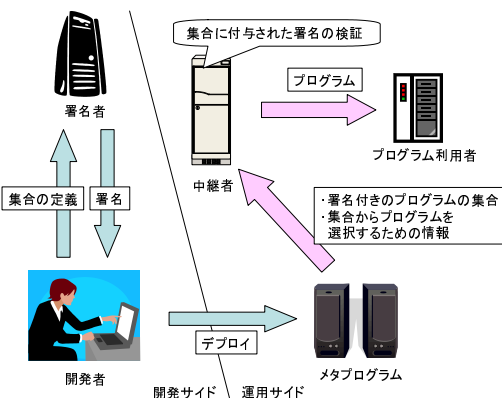 集合に付与された署名の検証
プログラム
署名者
プログラム利用者
中継者
集合の定義
署名
・署名付きのプログラムの集合
・集合からプログラムを
選択するための情報
デプロイ
開発者
メタプログラム
開発サイド
運用サイド